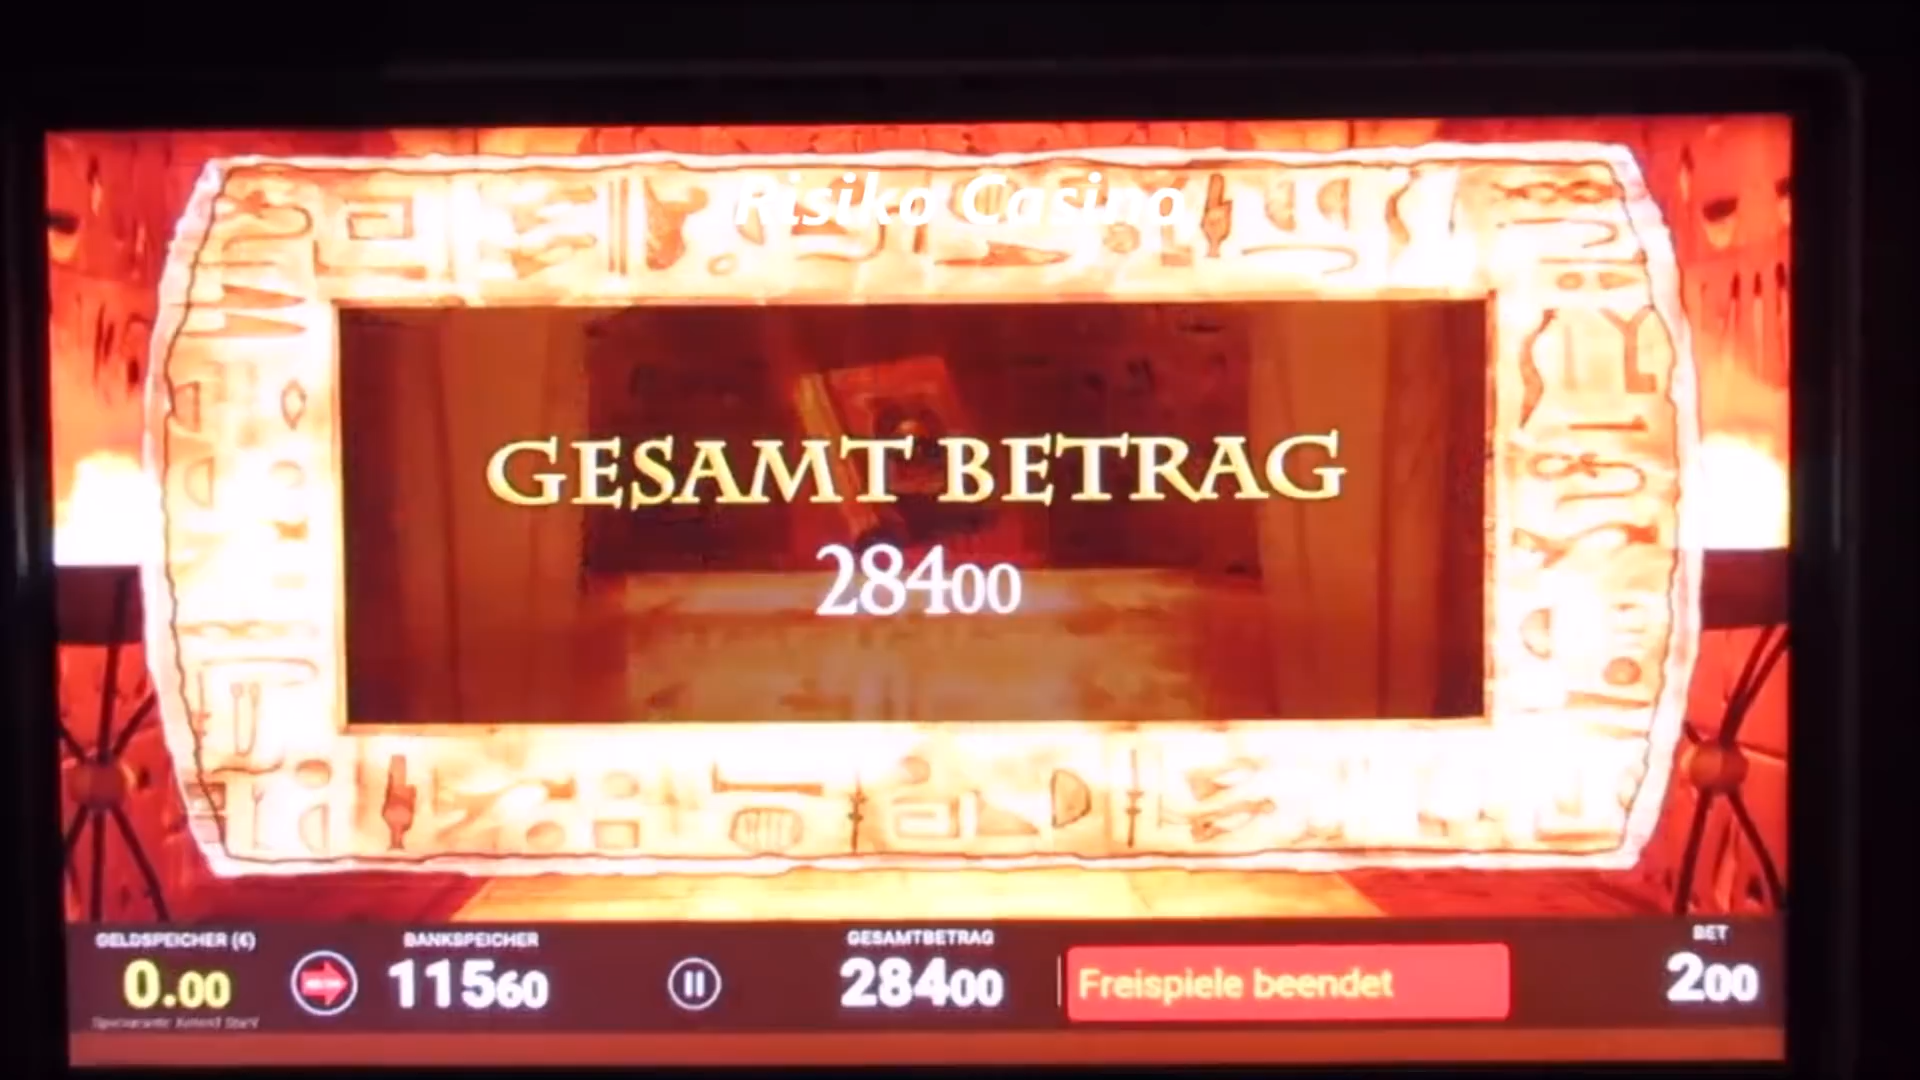 Risiko Casino
GESAMT BETRAG
28400
GELDSPEICHER (€)
0.00
BANKSPEICHER
11560
GESAMTBETRAG
28400
Freispiele beendet
BET
200